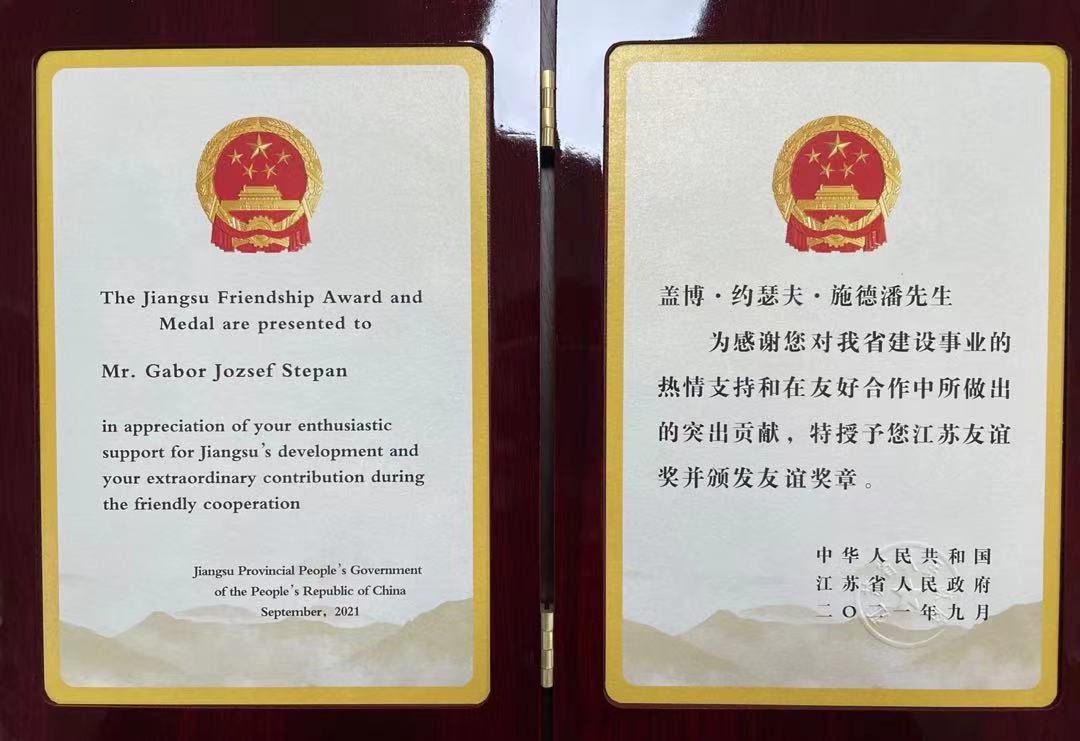 The Jiangsu Friendship Award and
Medal are presented to
Mr. Gabor Jozsef Stepan
in appreciation of your enthusiastic
support for Jiangsu's development and
your extraordinary contribution during
the friendly cooperation
Jiangsu Provincial People's Government
of the People's Republic of China
September, 2021
盖博·约瑟夫·施德潘先生
为感谢您对我省建设事业的
热情支持和在友好合作中所做出
的突出贡献，特授予您江苏友谊
奖并颁发友谊奖章。
中华人民共和国
江苏省人民政府
二〇二一年九月